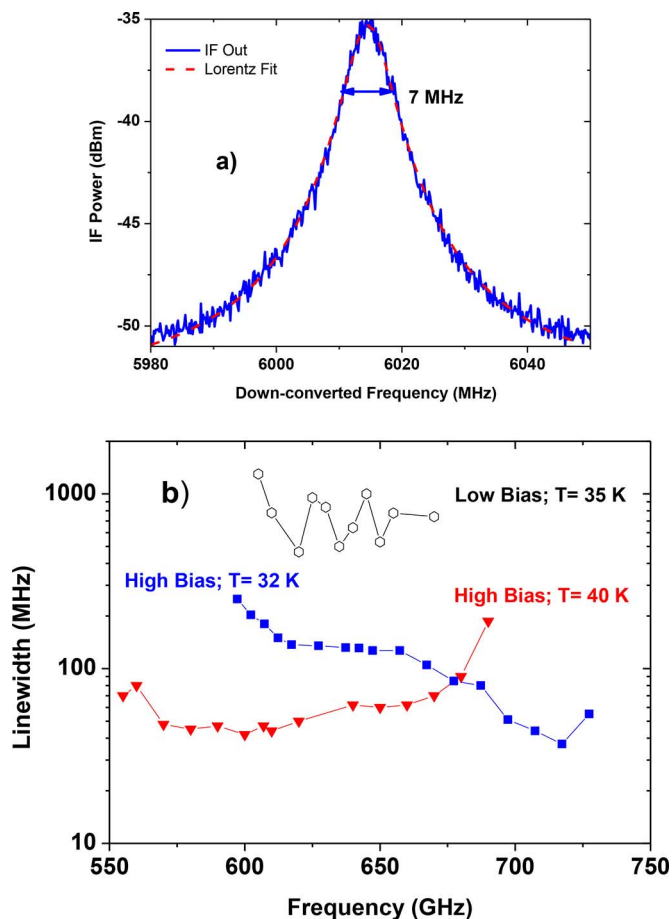 -35
IF Out
Lorentz Fit
7 MHz
-40
a)
IF Power (dBm)
-45
-50
5980
6000
6020
6040
Down-converted Frequency (MHz)
b)
1000
Low Bias; T= 35 K
High Bias; T= 32 K
High Bias; T= 40 K
Linewidth (MHz)
100
10
550
600
650
700
750
Frequency (GHz)